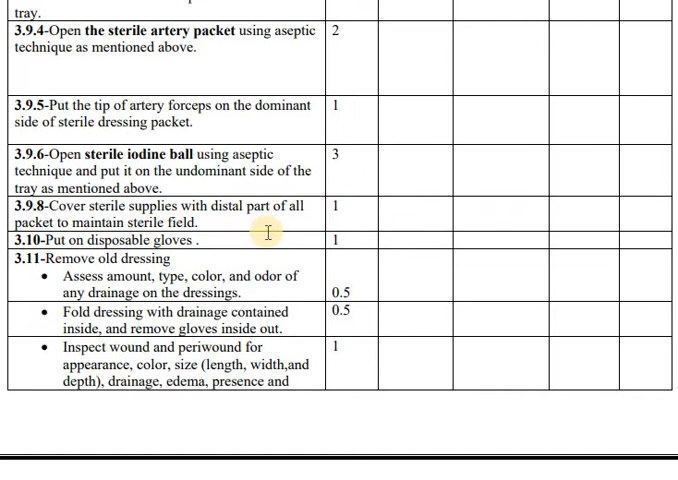 tray.
3.9.4-Open the sterile artery packet using aseptic 2
technique as mentioned above.
3.9.5-Put the tip of artery forceps on the dominant 1
side of sterile dressing packet.
3.9.6-Open sterile iodine ball using aseptic 3
technique and put it on the undominant side of the
tray as mentioned above.
3.9.8-Cover sterile supplies with distal part of all 1
packet to maintain sterile field.
3.10-Put on disposable gloves . 1
3.11-Remove old dressing
• Assess amount, type, color, and odor of
any drainage on the dressings. 0.5
• Fold dressing with drainage contained 0.5
inside, and remove gloves inside out.
• Inspect wound and periwound for 1
appearance, color, size (length, width,and
depth), drainage, edema, presence and